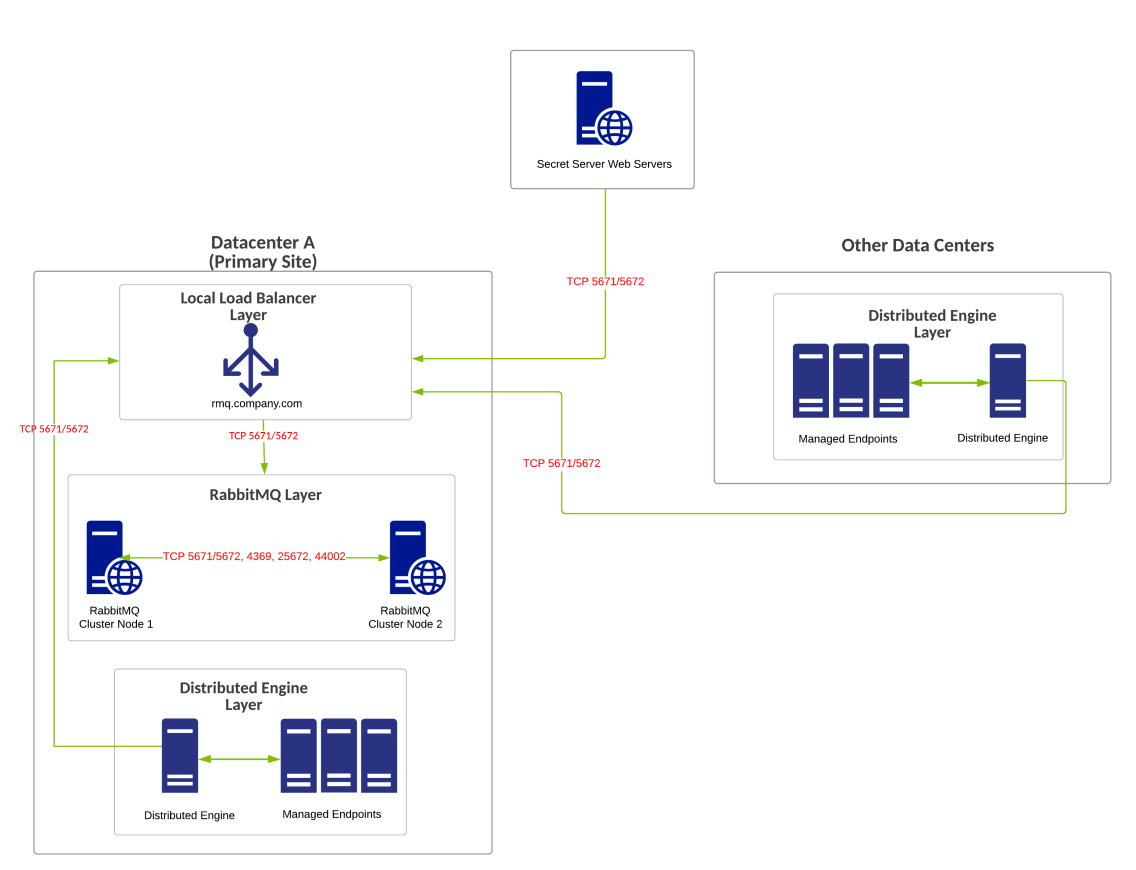 Secret Server Web Servers
TCP 5671/5672
Datacenter A
(Primary Site)
Local Load Balancer
Layer
rmq.company.com
TCP 5671/5672
TCP 5671/5672
RabbitMQ Layer
TCP 5671/5672, 4369, 25672, 44002
RabbitMQ
Cluster Node 1
RabbitMQ
Cluster Node 2
Distributed Engine
Layer
Distributed Engine
Managed Endpoints
TCP 5671/5672
Other Data Centers
Distributed Engine
Layer
Managed Endpoints
Distributed Engine